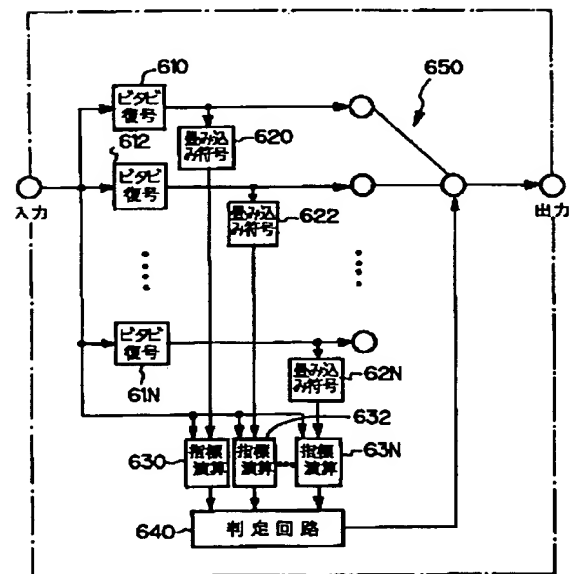 610
ビタビ
復号
650
畳み込
み符号
620
612
ビタビ
復号
入力
出力
畳み込
み符号
622
ビタビ
復号
61N
畳み込
み符号
62N
632
630
指標
演算
指標
演算
指標
演算
63N
640
判定回路